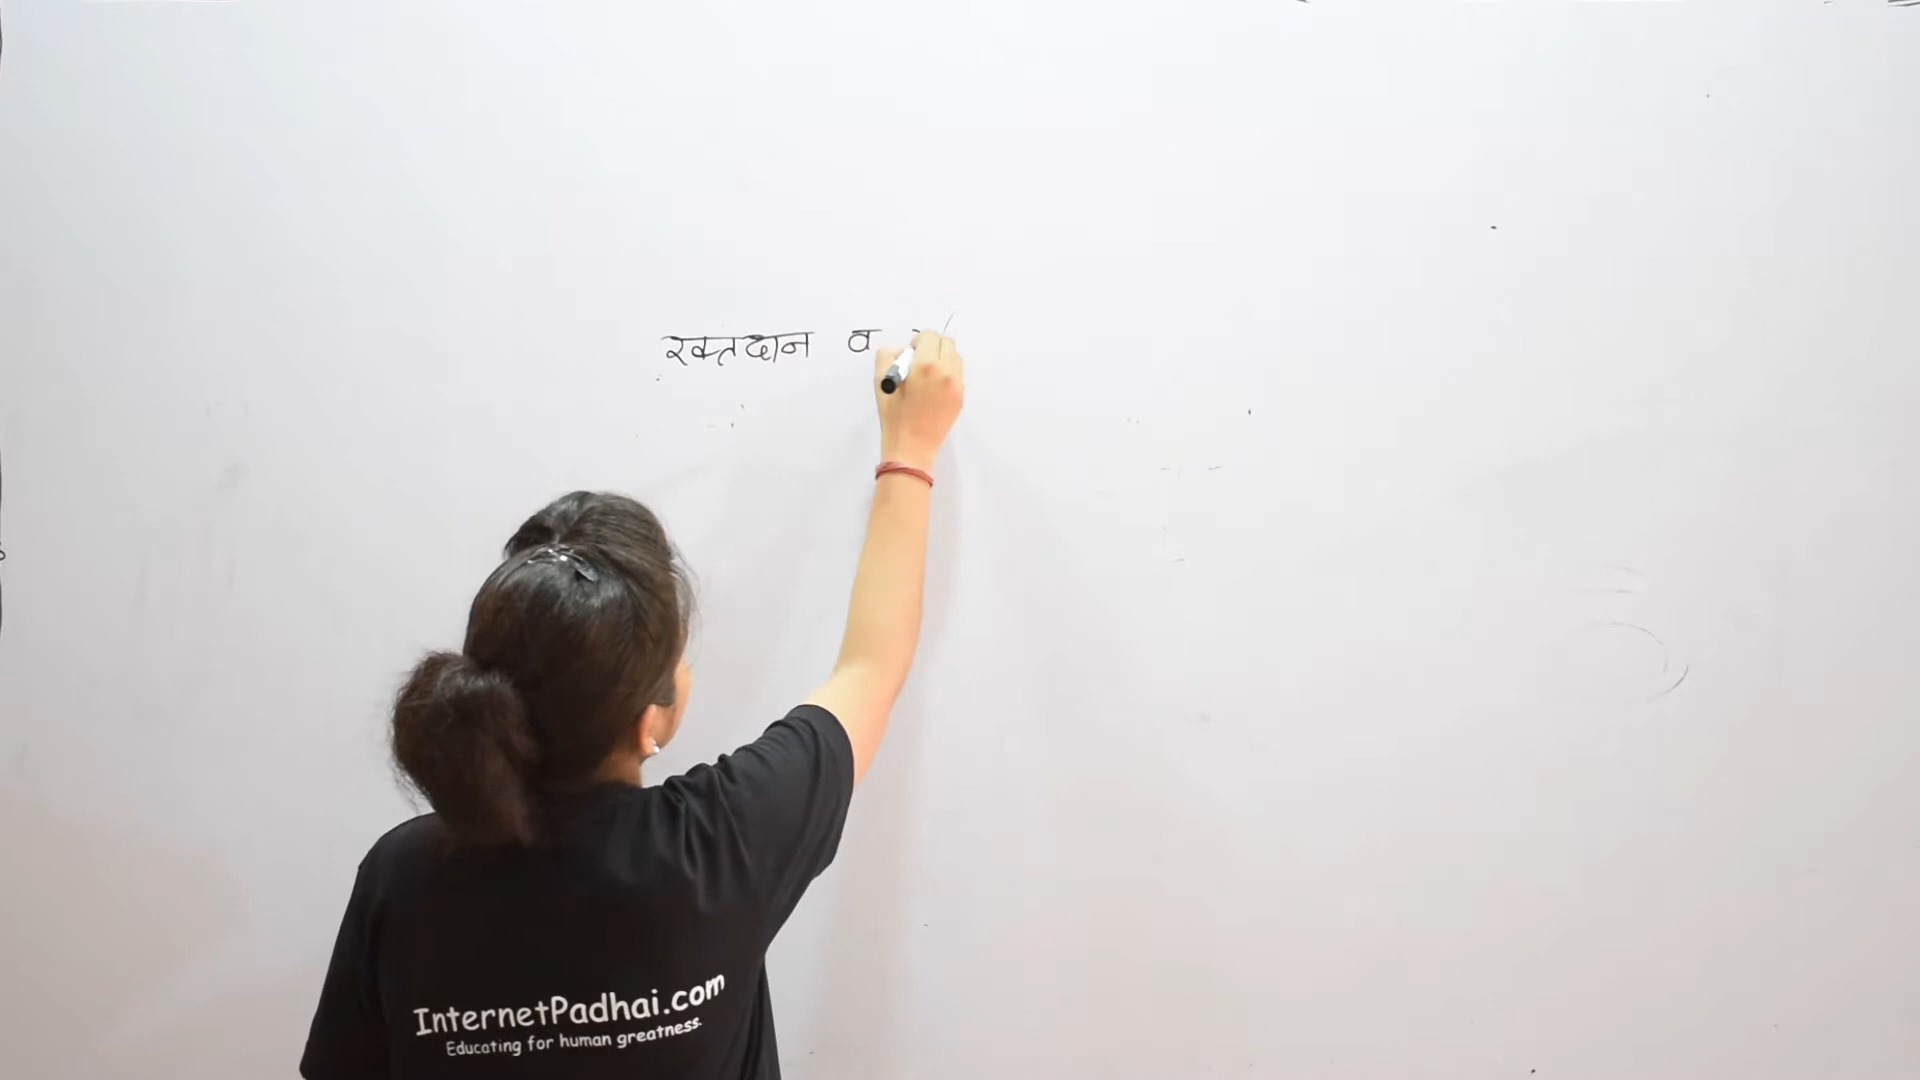 रक्तदान व
InternetPadhai.com
Educating for human greatness.